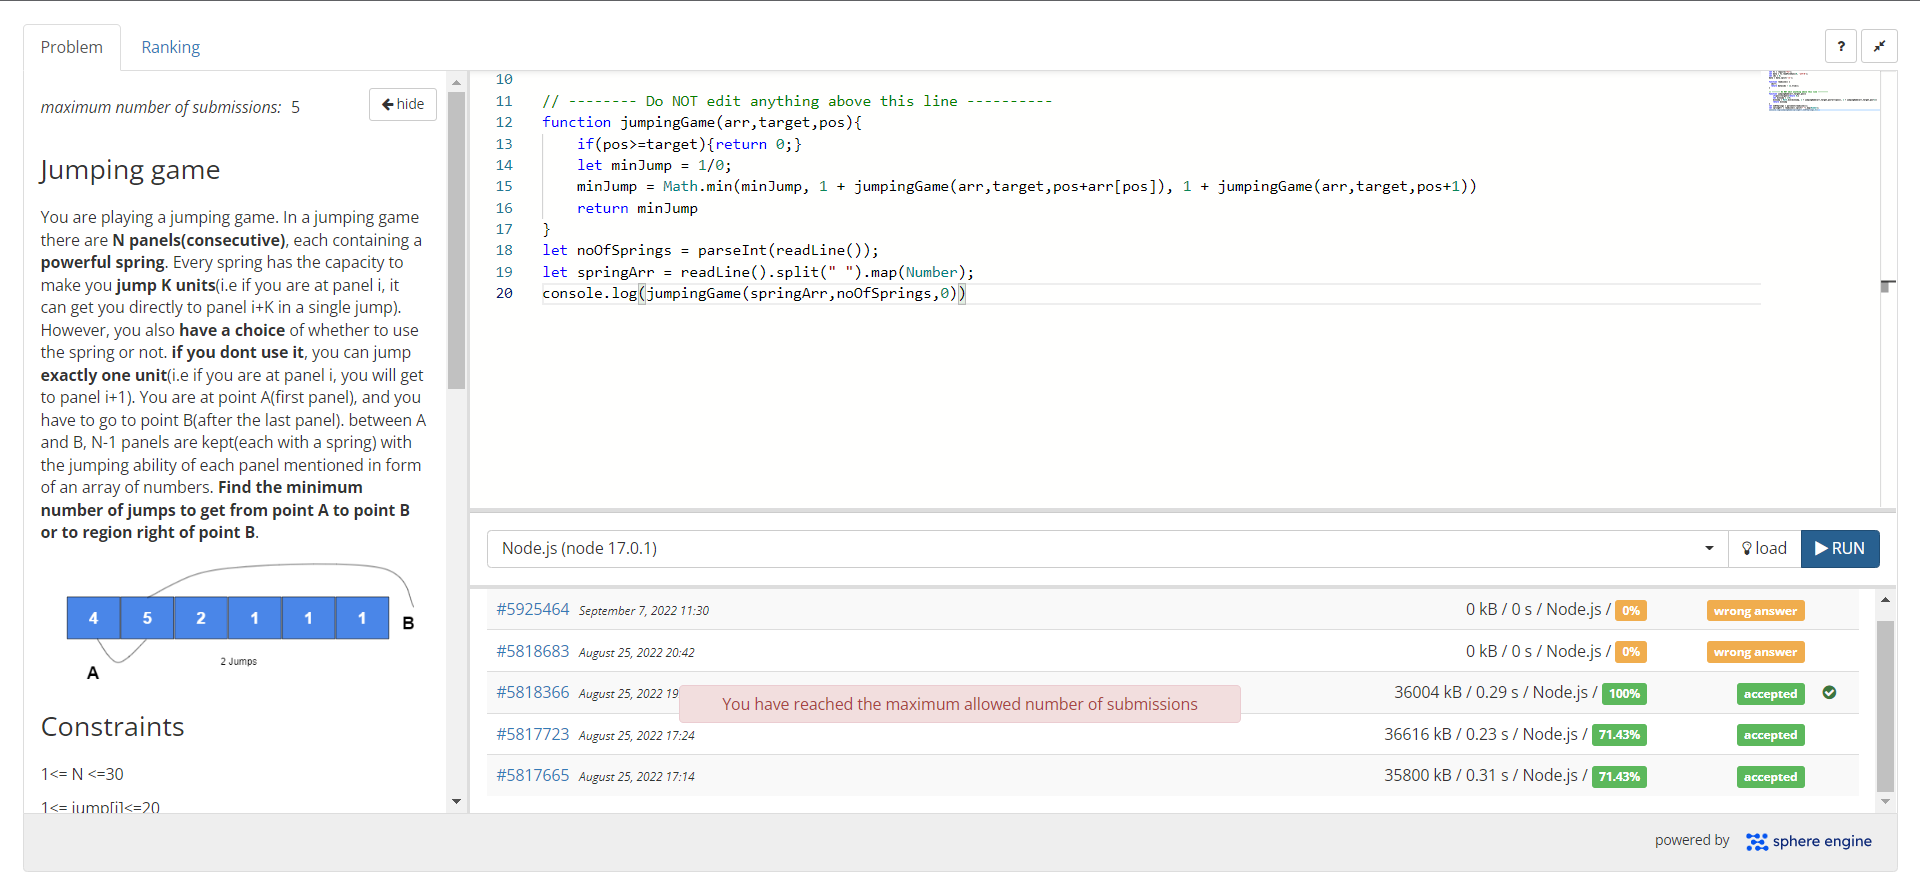 Problem
Ranking
?
maximum number of submissions: 5
hide
Jumping game
You are playing a jumping game. In a jumping game
there are N panels(consecutive), each containing a
powerful spring. Every spring has the capacity to
make you jump K units(i.e if you are at panel i, it
can get you directly to panel i+K in a single jump).
However, you also have a choice of whether to use
the spring or not. if you dont use it, you can jump
exactly one unit(i.e if you are at panel i, you will get
to panel i+1). You are at point A(first panel), and you
have to go to point B(after the last panel). between A
and B, N-1 panels are kept(each with a spring) with
the jumping ability of each panel mentioned in form
of an array of numbers. Find the minimum
number of jumps to get from point A to point B
or to region right of point B.
4 5 2 1 1 1 B
A
2 Jumps
Constraints
1<= N <=30
1<= jump[i]<=20
10
11 // -------- Do NOT edit anything above this line ----------
12 function jumpingGame(arr,target,pos){
13 if(pos>=target){return 0;}
14 let minJump = 1/0;
15 minJump = Math.min(minJump, 1 + jumpingGame(arr,target,pos+arr[pos]), 1 + jumpingGame(arr,target,pos+1))
16 return minJump
17 }
18 let noOfSprings = parseInt(readLine());
19 let springArr = readLine().split(" ").map(Number);
20 console.log(jumpingGame(springArr,noOfSprings,0))
Node.js (node 17.0.1)
load
RUN
#5925464 September 7, 2022 11:30 0 kB / 0 s / Node.js / 0% wrong answer
#5818683 August 25, 2022 20:42 0 kB / 0 s / Node.js / 0% wrong answer
#5818366 August 25, 2022 19 36004 kB / 0.29 s / Node.js / 100% accepted
You have reached the maximum allowed number of submissions
#5817723 August 25, 2022 17:24 36616 kB / 0.23 s / Node.js / 71.43% accepted
#5817665 August 25, 2022 17:14 35800 kB / 0.31 s / Node.js / 71.43% accepted
powered by sphere engine